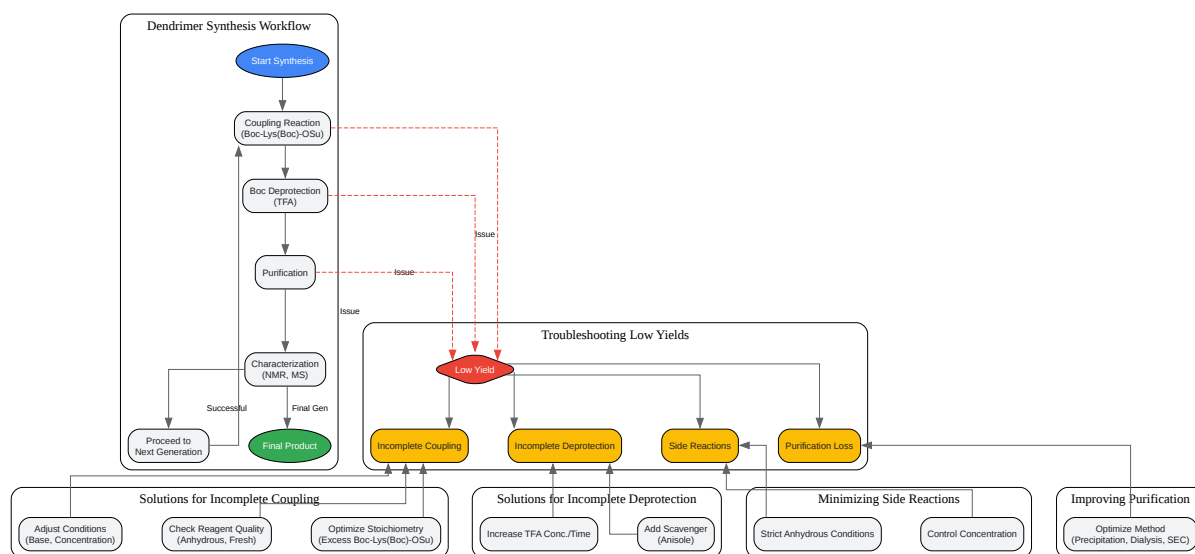 Dendrimer Synthesis Workflow
Start Synthesis
Coupling Reaction
(Boc-Lys(Boc)-OSu)
Boc Deprotection
(TFA)
Issue
Purification
Issue
Issue
Troubleshooting Low Yields
Characterization
(NMR, MS)
Low Yield
Successful
Final Gen
Proceed to
Next Generation
Final Product
Incomplete Coupling
Incomplete Deprotection
Side Reactions
Purification Loss
Solutions for Incomplete Coupling
Adjust Conditions
(Base, Concentration)
Check Reagent Quality
(Anhydrous, Fresh)
Optimize Stoichiometry
(Excess Boc-Lys(Boc)-OSu)
Solutions for Incomplete Deprotection
Increase TFA Conc./Time
Add Scavenger
(Anisole)
Minimizing Side Reactions
Strict Anhydrous Conditions
Control Concentration
Improving Purification
Optimize Method
(Precipitation, Dialysis, SEC)